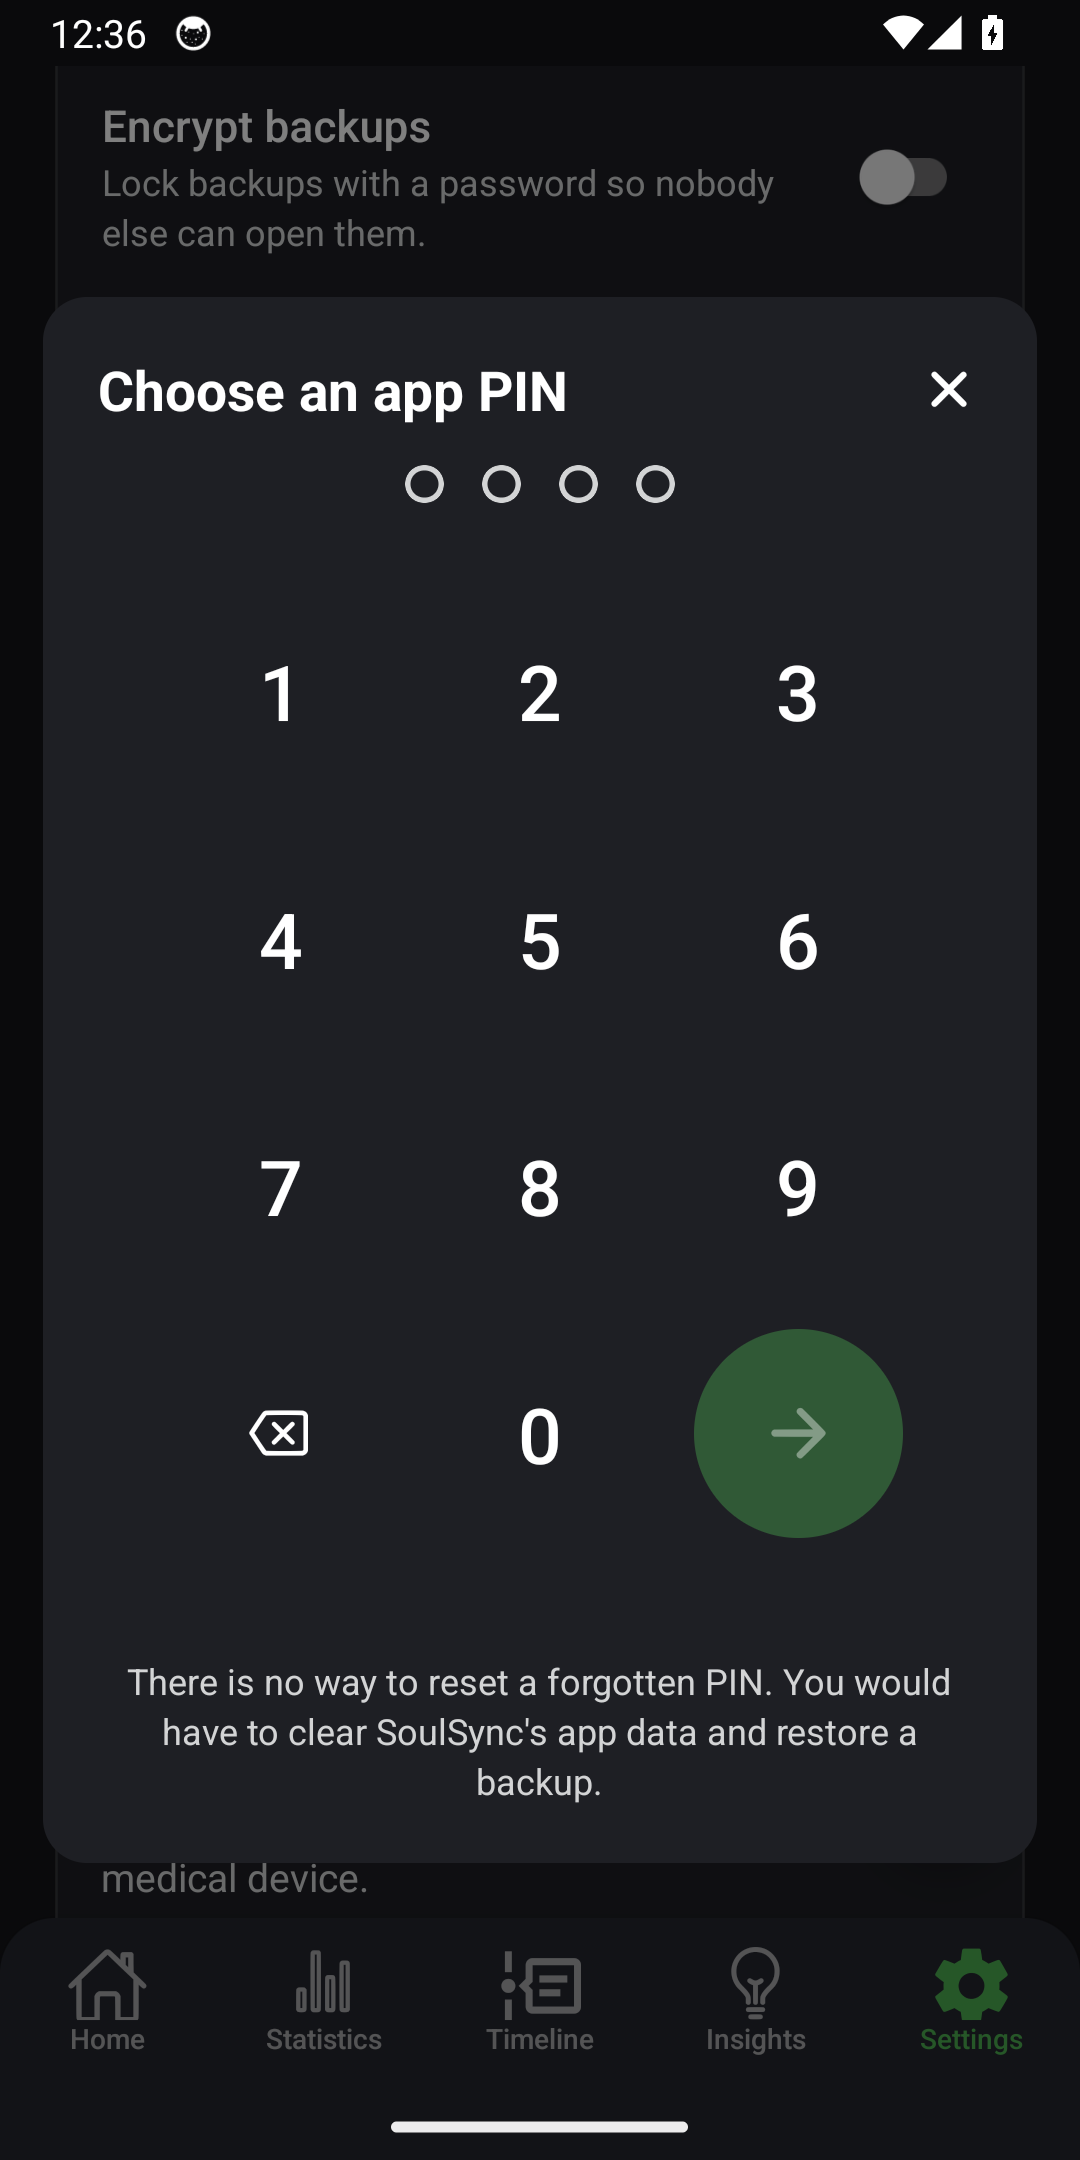 12:36
Encrypt backups
Lock backups with a password so nobody
else can open them.
Choose an app PIN
1 2 3
4 5 6
7 8 9
0
There is no way to reset a forgotten PIN. You would
have to clear SoulSync's app data and restore a
backup.
medical device.
Home Statistics Timeline Insights Settings